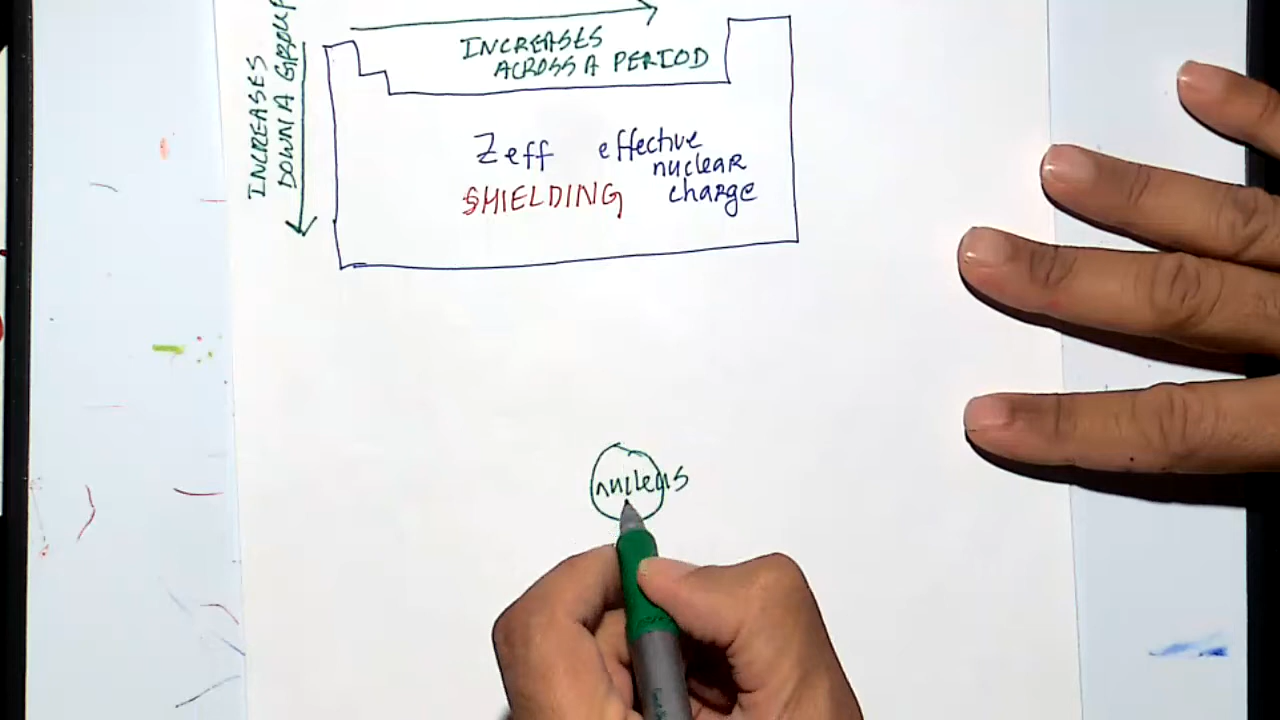 INCREASES
DOWN A GROUP
INCREASES
ACROSS A PERIOD
Zeff effective
nuclear
SHIELDING charge
nucleus